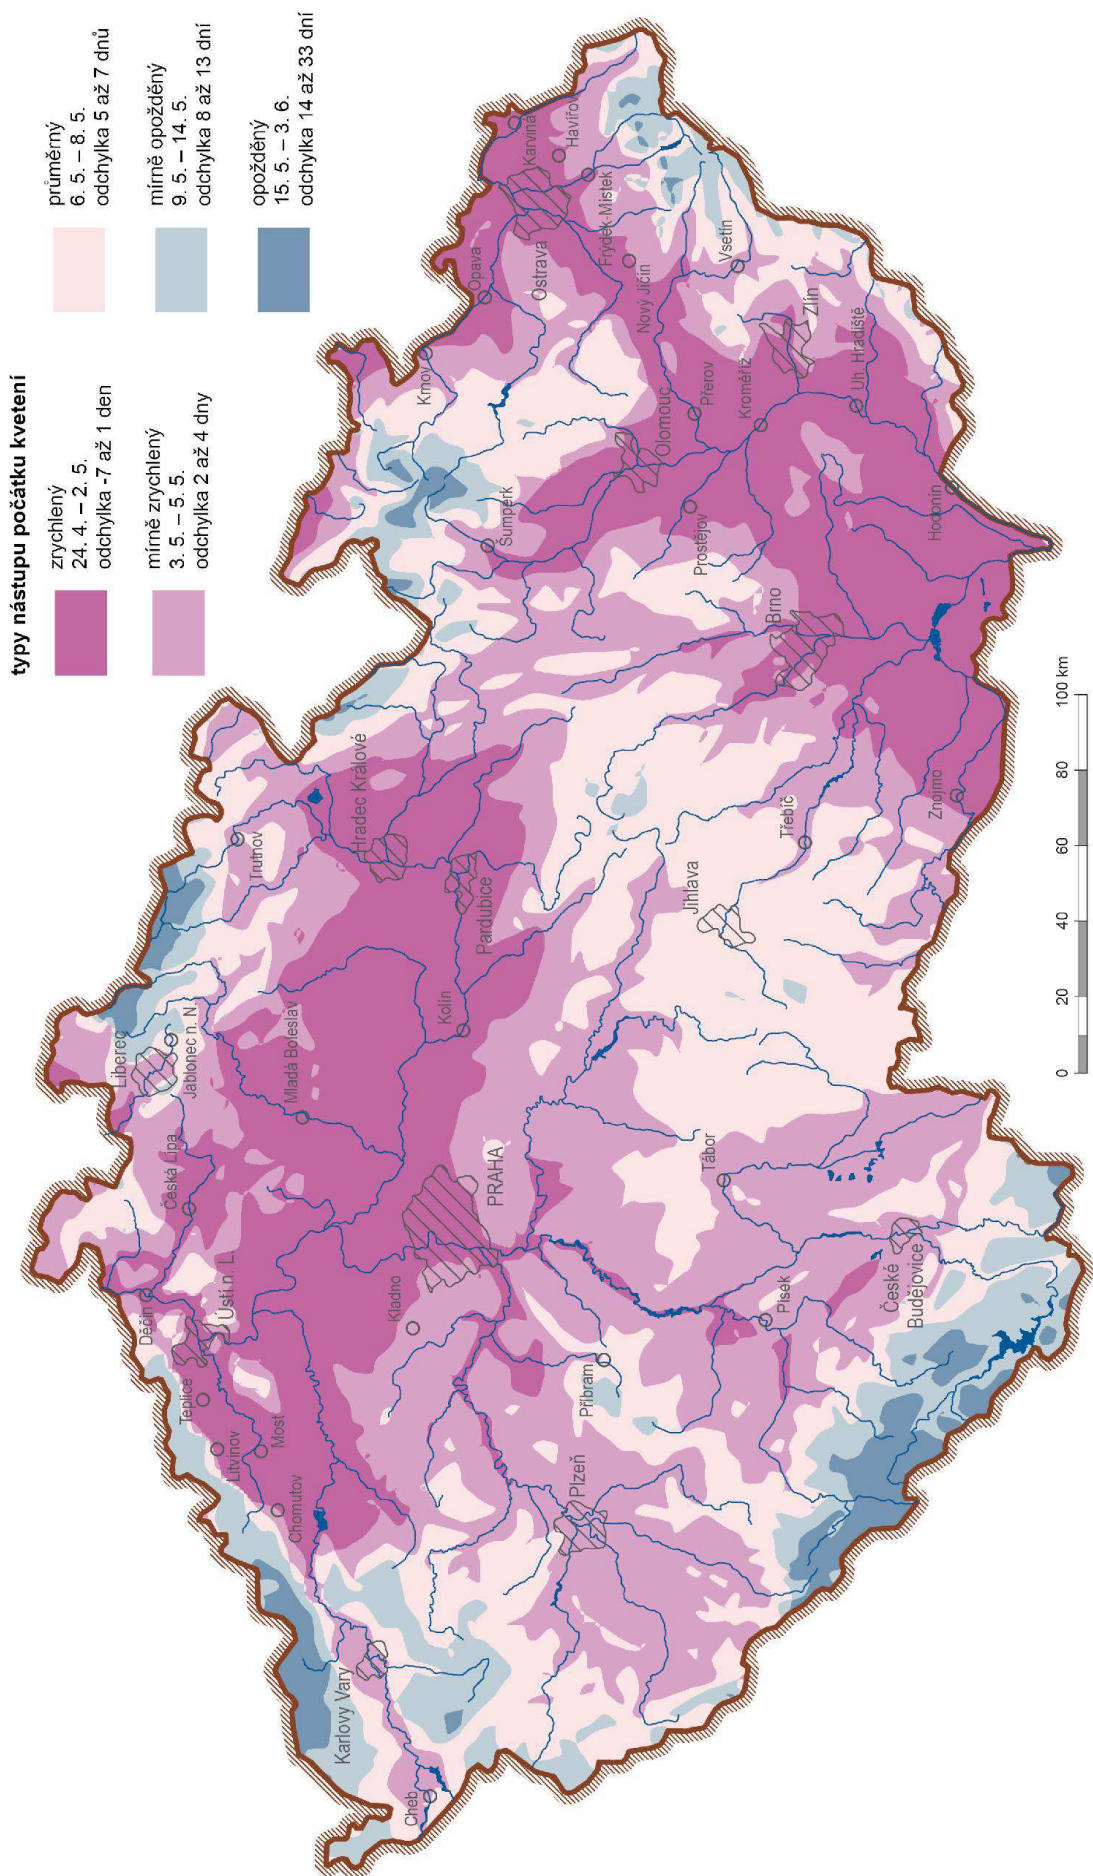 typy nástupu počátku kvetení
zrychlený
24. 4. – 2. 5.
odchylka -7 až 1 den
mírně zrychlený
3. 5. – 5. 5.
odchylka 2 až 4 dny
průměrný
6. 5. – 8. 5.
odchylka 5 až 7 dnů
mírně opožděný
9. 5. – 14. 5.
odchylka 8 až 13 dní
opožděný
15. 5. – 3. 6.
odchylka 14 až 33 dní
Děčín
Česká Lípa
Liberec
Jablonec n. N.
Ústí n. L.
Teplice
Litvínov
Most
Chomutov
Trutnov
Mladá Boleslav
Karlovy Vary
Cheb
Kladno
PRAHA
Kolín
Hradec Králové
Pardubice
Krnov
Opava
Šumperk
Ostrava
Karviná
Havířov
Frýdek-Místek
Nový Jičín
Plzeň
Příbram
Olomouc
Přerov
Prostějov
Vsetín
Kroměříž
Zlín
Tábor
Písek
Jihlava
Třebíč
Brno
Uh. Hradiště
České
Budějovice
Znojmo
Hodonín
0
20
40
60
80
100 km